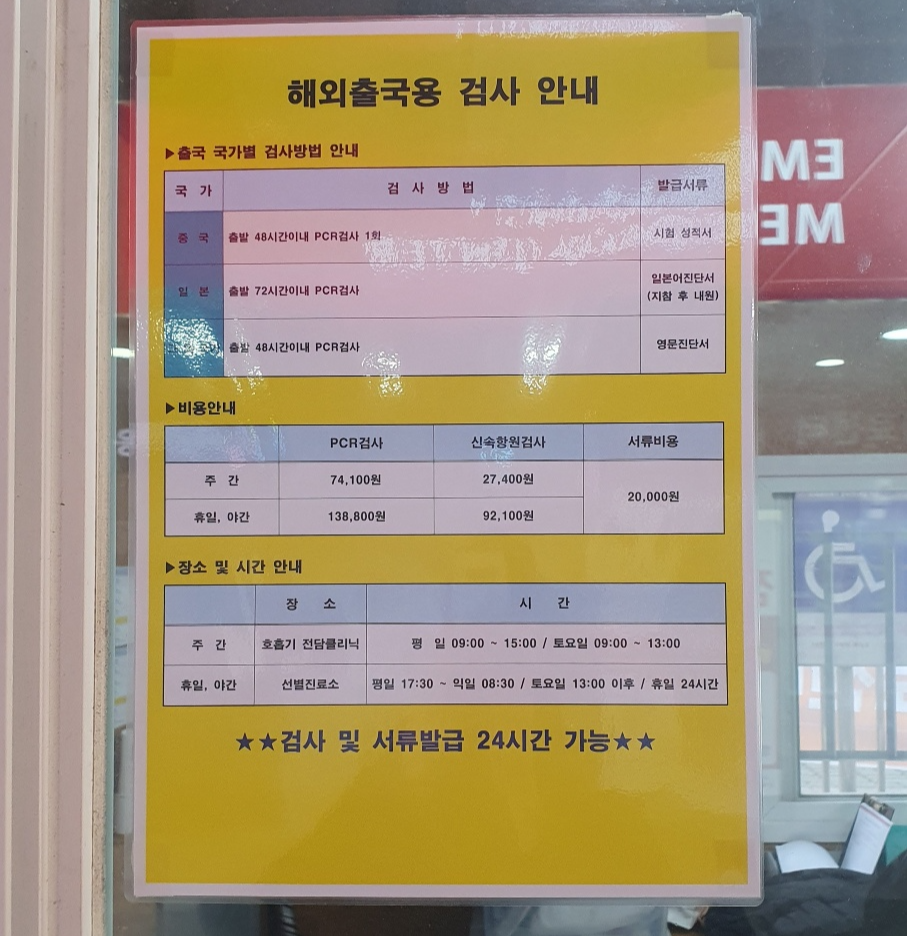 해외출국용 검사 안내
▶출국 국가별 검사방법 안내
국 가 검 사 방 법 발급서류
중 국 출발 48시간이내 PCR검사 1회 시험 성적서
일 본 출발 72시간이내 PCR검사 일본어진단서
(지참 후 내원)
출발 48시간이내 PCR검사 영문진단서
▶비용안내
PCR검사 신속항원검사 서류비용
주 간 74,100원 27,400원 20,000원
휴일, 야간 138,800원 92,100원
▶장소 및 시간 안내
장 소 시 간
주 간 호흡기 전담클리닉 평 일 09:00 ~ 15:00 / 토요일 09:00 ~ 13:00
휴일, 야간 선별진료소 평일 17:30 ~ 익일 08:30 / 토요일 13:00 이후 / 휴일 24시간
★★검사 및 서류발급 24시간 가능★★
EM
ME